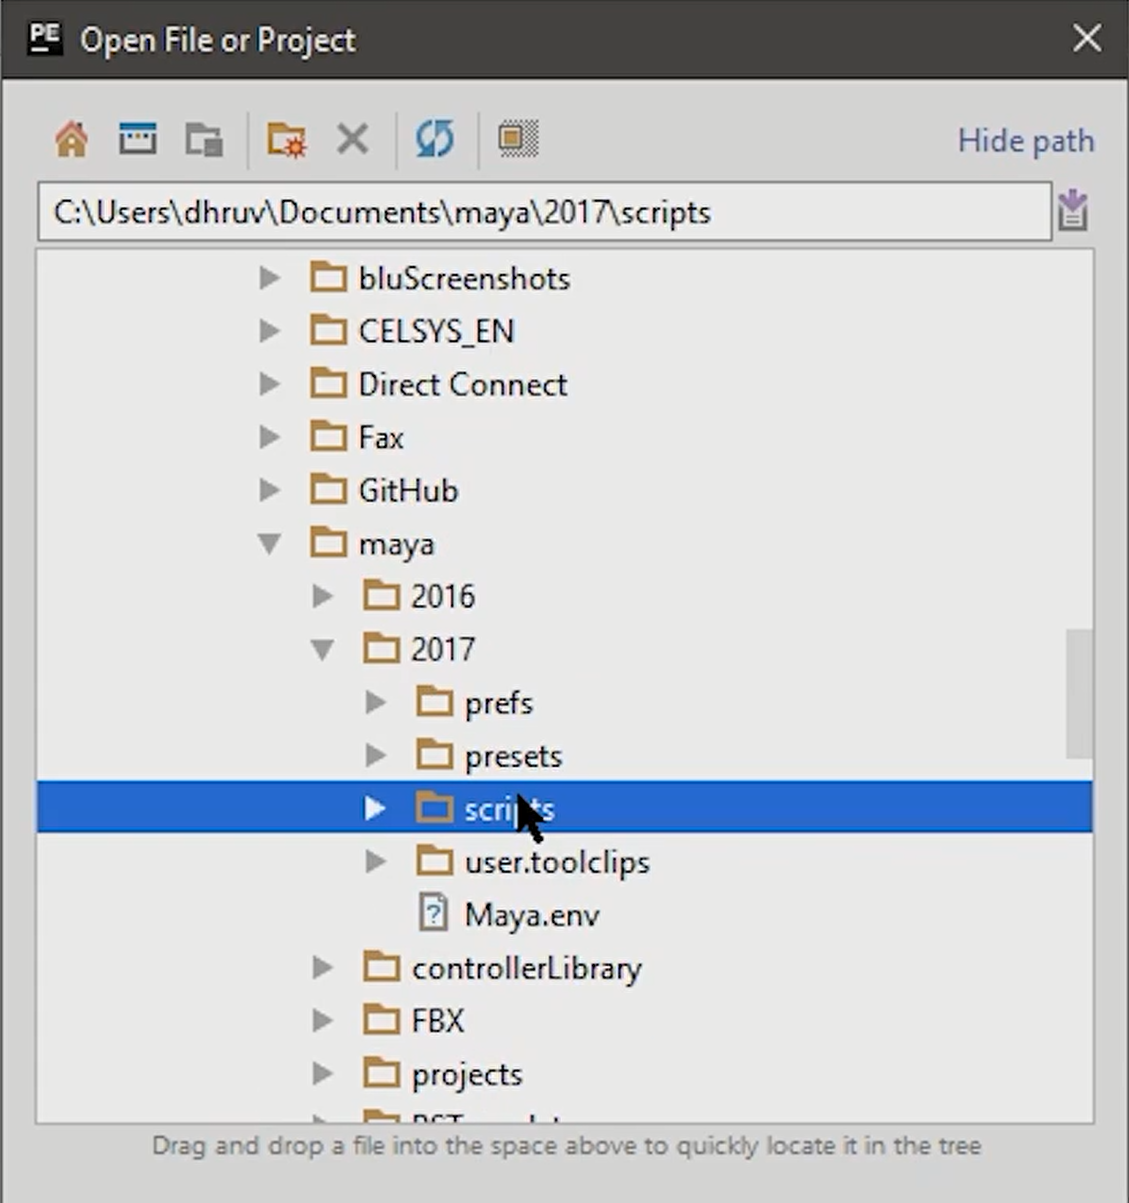 PE
Open File or Project
Hide path
C:\Users\dhruv\Documents\maya\2017\scripts
bluScreenshots
CELSYS_EN
Direct Connect
Fax
GitHub
maya
2016
2017
prefs
presets
scripts
user.toolclips
Maya.env
controllerLibrary
FBX
projects
Drag and drop a file into the space above to quickly locate it in the tree